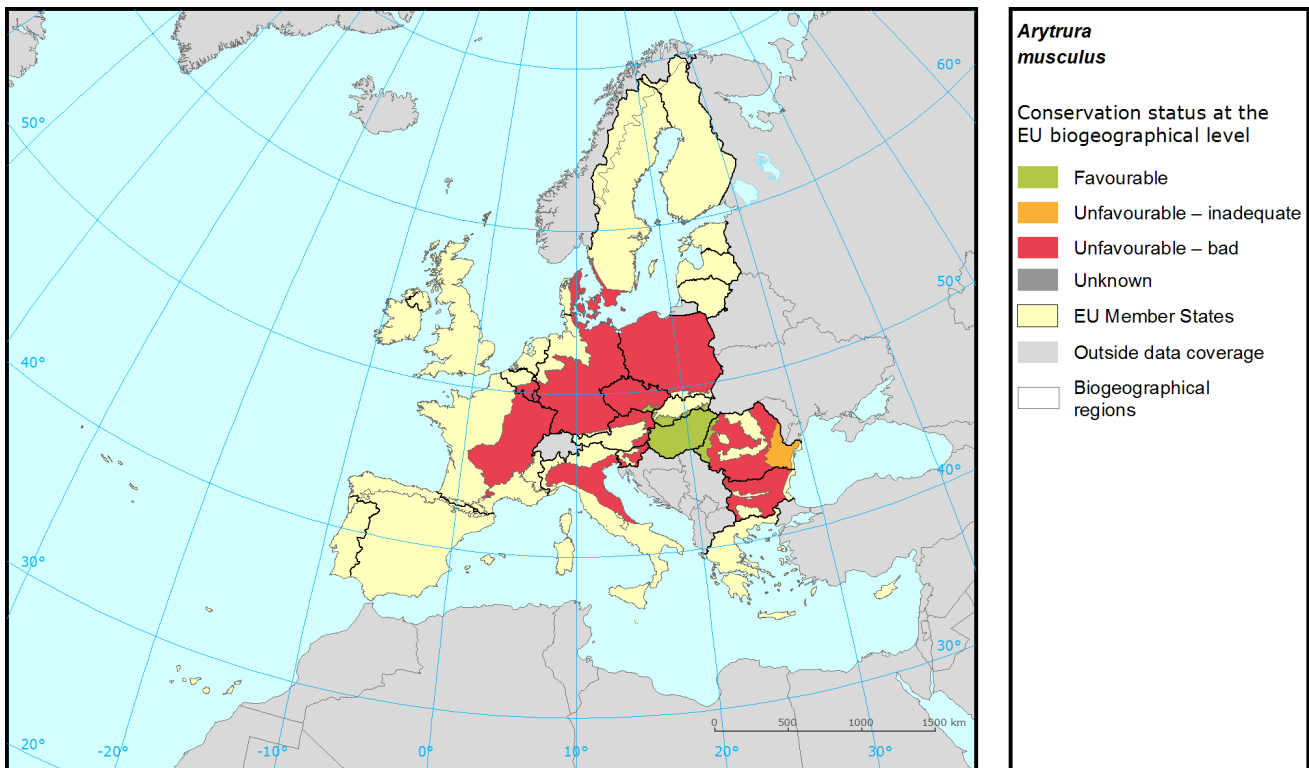 Arytrura
musculus
Conservation status at the
EU biogeographical level
Favourable
Unfavourable – inadequate
Unfavourable – bad
Unknown
EU Member States
Outside data coverage
Biogeographical
regions
60°
50°
50°
40°
40°
30°
30°
0 500 1000 1500 km
20° -20° -10° 0° 10° 20° 30°